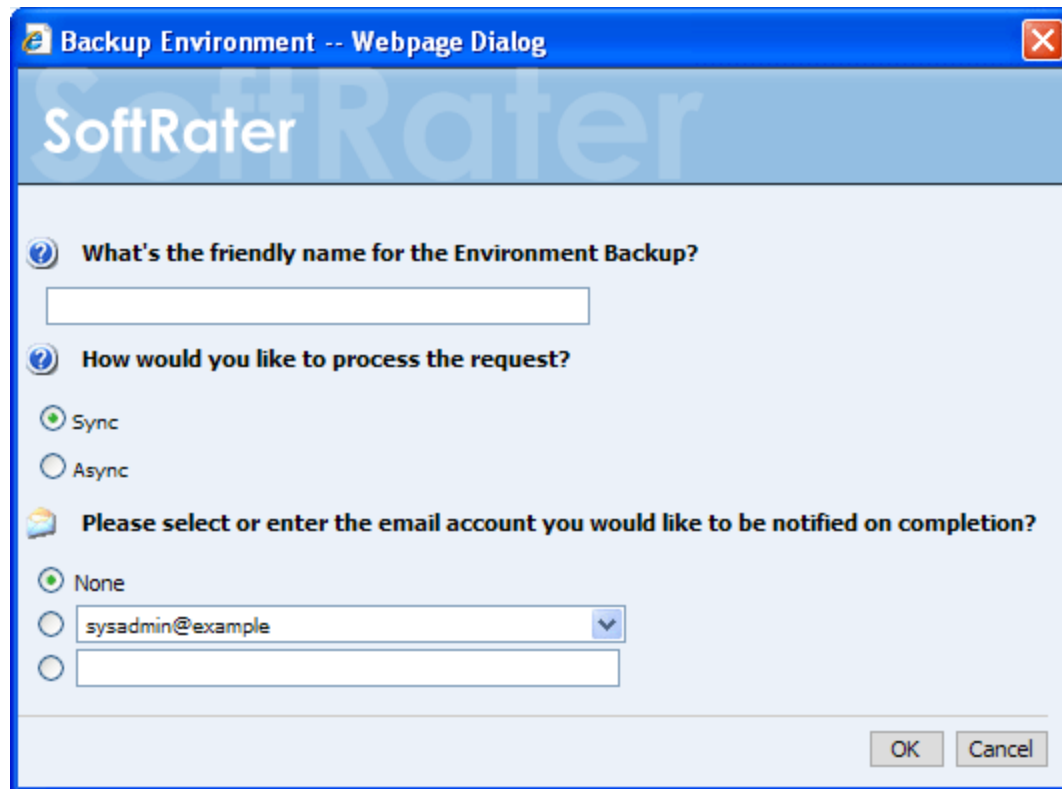 Backup Environment -- Webpage Dialog
SoftRater
SoftRater
What's the friendly name for the Environment Backup?
How would you like to process the request?
Sync
Async
Please select or enter the email account you would like to be notified on completion?
None
sysadmin@example
OK Cancel